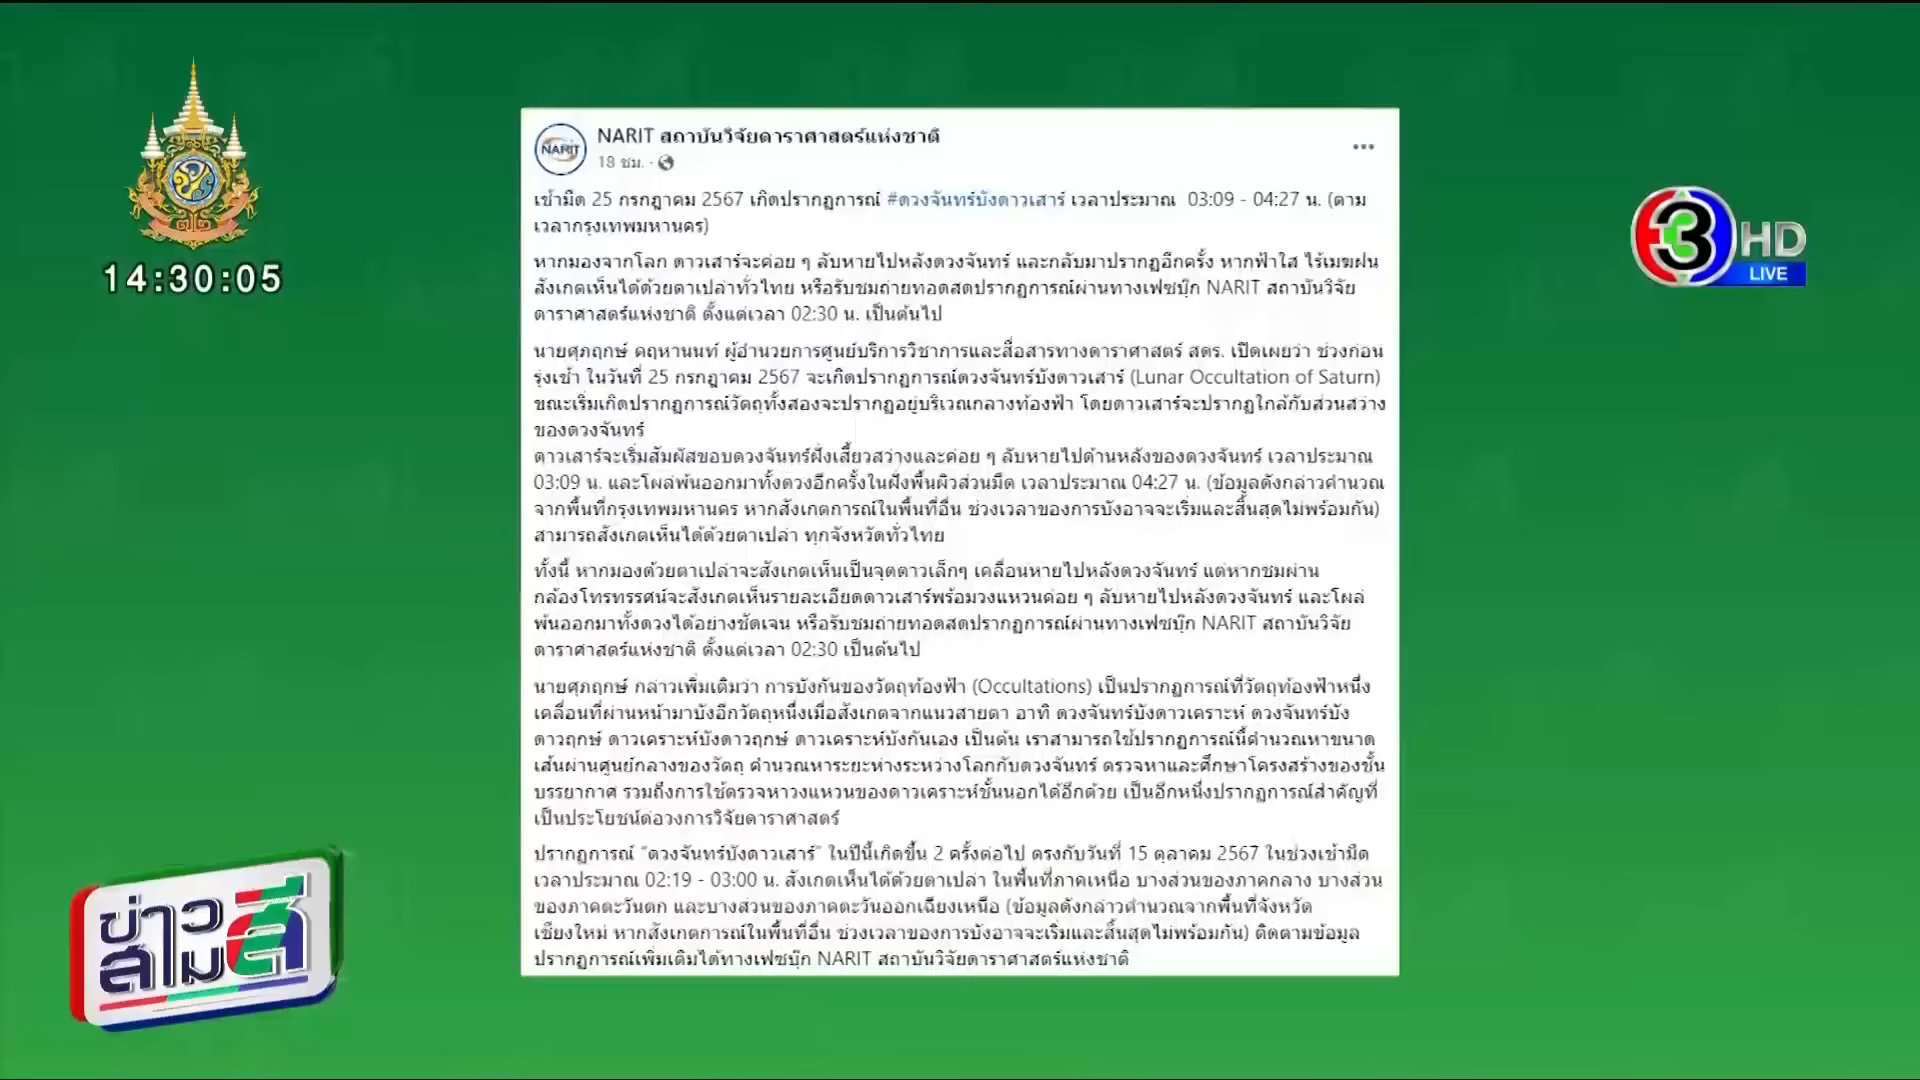 14:30:05
3 HD
LIVE
NARIT
NARIT สถาบันวิจัยดาราศาสตร์แห่งชาติ
18 ชม. ·
เช้ามืด 25 กรกฎาคม 2567 เกิดปรากฏการณ์ #ดวงจันทร์บังดาวเสาร์ เวลาประมาณ 03:09 - 04:27 น. (ตาม
เวลากรุงเทพมหานคร)
หากมองจากโลก ดาวเสาร์จะค่อย ๆ ลับหายไปหลังดวงจันทร์ และกลับมาปรากฏอีกครั้ง หากฟ้าใส ไร้เมฆฝน
สังเกตเห็นได้ด้วยตาเปล่าทั่วไทย หรือรับชมถ่ายทอดสดปรากฏการณ์ผ่านทางเฟซบุ๊ก NARIT สถาบันวิจัย
ดาราศาสตร์แห่งชาติ ตั้งแต่เวลา 02:30 น. เป็นต้นไป
นายศุภฤกษ์ คฤหานนท์ ผู้อำนวยการศูนย์บริการวิชาการและสื่อสารทางดาราศาสตร์ สดร. เปิดเผยว่า ช่วงก่อน
รุ่งเช้า ในวันที่ 25 กรกฎาคม 2567 จะเกิดปรากฏการณ์ดวงจันทร์บังดาวเสาร์ (Lunar Occultation of Saturn)
ขณะเริ่มเกิดปรากฏการณ์วัตถุทั้งสองจะปรากฏอยู่บริเวณกลางท้องฟ้า โดยดาวเสาร์จะปรากฏใกล้กับส่วนสว่าง
ของดวงจันทร์
ดาวเสาร์จะเริ่มสัมผัสขอบดวงจันทร์ฝั่งเสี้ยวสว่างและค่อย ๆ ลับหายไปด้านหลังของดวงจันทร์ เวลาประมาณ
03:09 น. และโผล่พ้นออกมาทั้งดวงอีกครั้งในฝั่งพื้นผิวส่วนมืด เวลาประมาณ 04:27 น. (ข้อมูลดังกล่าวคำนวณ
จากพื้นที่กรุงเทพมหานคร หากสังเกตการณ์ในพื้นที่อื่น ช่วงเวลาของการบังอาจจะเริ่มและสิ้นสุดไม่พร้อมกัน)
สามารถสังเกตเห็นได้ด้วยตาเปล่า ทุกจังหวัดทั่วไทย
ทั้งนี้ หากมองด้วยตาเปล่าจะสังเกตเห็นเป็นจุดดาวเล็กๆ เคลื่อนหายไปหลังดวงจันทร์ แต่หากชมผ่าน
กล้องโทรทรรศน์จะสังเกตเห็นรายละเอียดดาวเสาร์พร้อมวงแหวนค่อย ๆ ลับหายไปหลังดวงจันทร์ และโผล่
พ้นออกมาทั้งดวงได้อย่างชัดเจน หรือรับชมถ่ายทอดสดปรากฏการณ์ผ่านทางเฟซบุ๊ก NARIT สถาบันวิจัย
ดาราศาสตร์แห่งชาติ ตั้งแต่เวลา 02:30 เป็นต้นไป
นายศุภฤกษ์ กล่าวเพิ่มเติมว่า การบังกันของวัตถุท้องฟ้า (Occultations) เป็นปรากฏการณ์ที่วัตถุท้องฟ้าหนึ่ง
เคลื่อนที่ผ่านหน้ามาบังอีกวัตถุหนึ่งเมื่อสังเกตจากแนวสายตา อาทิ ดวงจันทร์บังดาวเคราะห์ ดวงจันทร์บัง
ดาวฤกษ์ ดาวเคราะห์บังดาวฤกษ์ ดาวเคราะห์บังกันเอง เป็นต้น เราสามารถใช้ปรากฏการณ์นี้คำนวณหาขนาด
เส้นผ่านศูนย์กลางของวัตถุ คำนวณหาระยะห่างระหว่างโลกกับดวงจันทร์ ตรวจหาและศึกษาโครงสร้างของชั้น
บรรยากาศ รวมถึงการใช้ตรวจหาวงแหวนของดาวเคราะห์ชั้นนอกได้อีกด้วย เป็นอีกหนึ่งปรากฏการณ์สำคัญที่
เป็นประโยชน์ต่อวงการวิจัยดาราศาสตร์
ปรากฏการณ์ “ดวงจันทร์บังดาวเสาร์” ในปีนี้เกิดขึ้น 2 ครั้งต่อไป ตรงกับวันที่ 15 ตุลาคม 2567 ในช่วงเช้ามืด
เวลาประมาณ 02:19 - 03:00 น. สังเกตเห็นได้ด้วยตาเปล่า ในพื้นที่ภาคเหนือ บางส่วนของภาคกลาง บางส่วน
ของภาคตะวันตก และบางส่วนของภาคตะวันออกเฉียงเหนือ (ข้อมูลดังกล่าวคำนวณจากพื้นที่จังหวัด
เชียงใหม่ หากสังเกตการณ์ในพื้นที่อื่น ช่วงเวลาของการบังอาจจะเริ่มและสิ้นสุดไม่พร้อมกัน) ติดตามข้อมูล
ปรากฏการณ์เพิ่มเติมได้ทางเฟซบุ๊ก NARIT สถาบันวิจัยดาราศาสตร์แห่งชาติ
ข่าว
สามสี